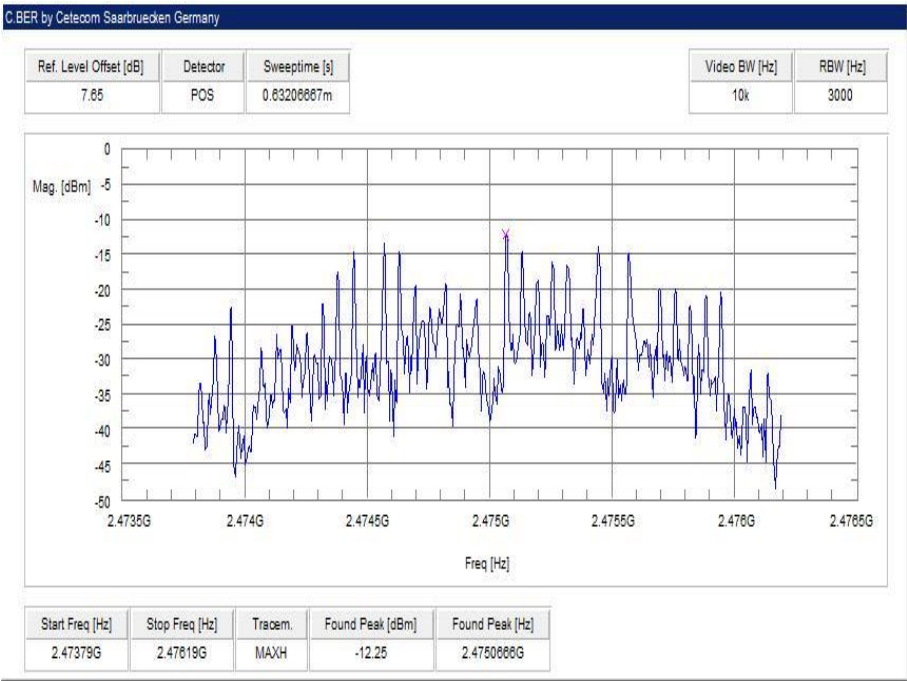 C.BER by Cetecom Saarbruecken Germany
Ref. Level Offset [dB] Detector Sweeptime [s] Video BW [Hz] RBW [Hz]
7.65 POS 0.63206667m 10k 3000
0
Mag. [dBm] -5
-10
-15
-20
-25
-30
-35
-40
-45
-50
2.4735G 2.474G 2.4745G 2.475G 2.4755G 2.476G 2.4765G
Freq [Hz]
Start Freq [Hz] Stop Freq [Hz] Tracem. Found Peak [dBm] Found Peak [Hz]
2.47379G 2.47619G MAXH -12.25 2.4750666G